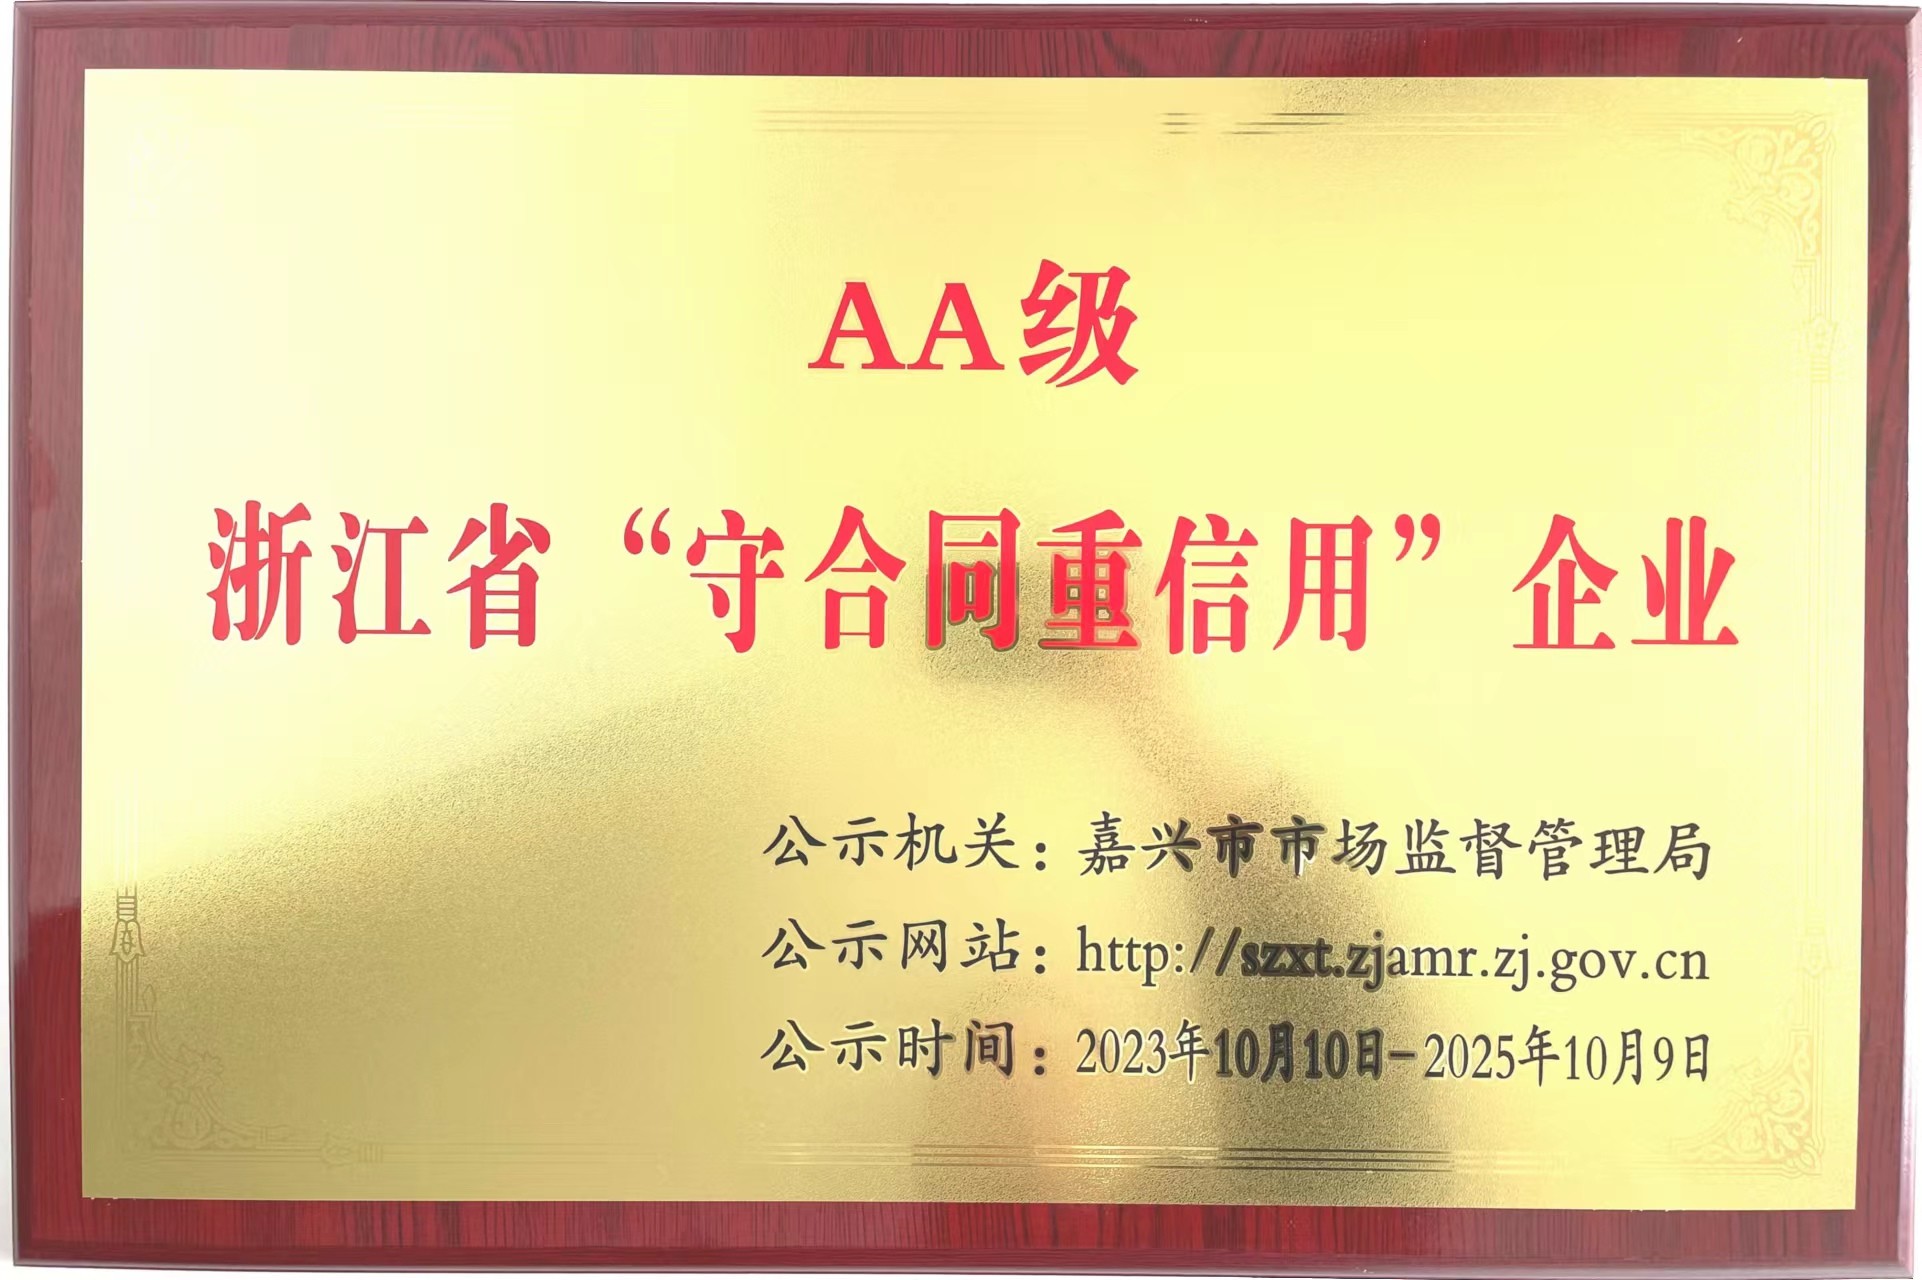 AA级
浙江省“守合同重信用”企业
公示机关：嘉兴市市场监督管理局
公示网站：http://szxt.zjamr.zj.gov.cn
公示时间：2023年10月10日-2025年10月9日